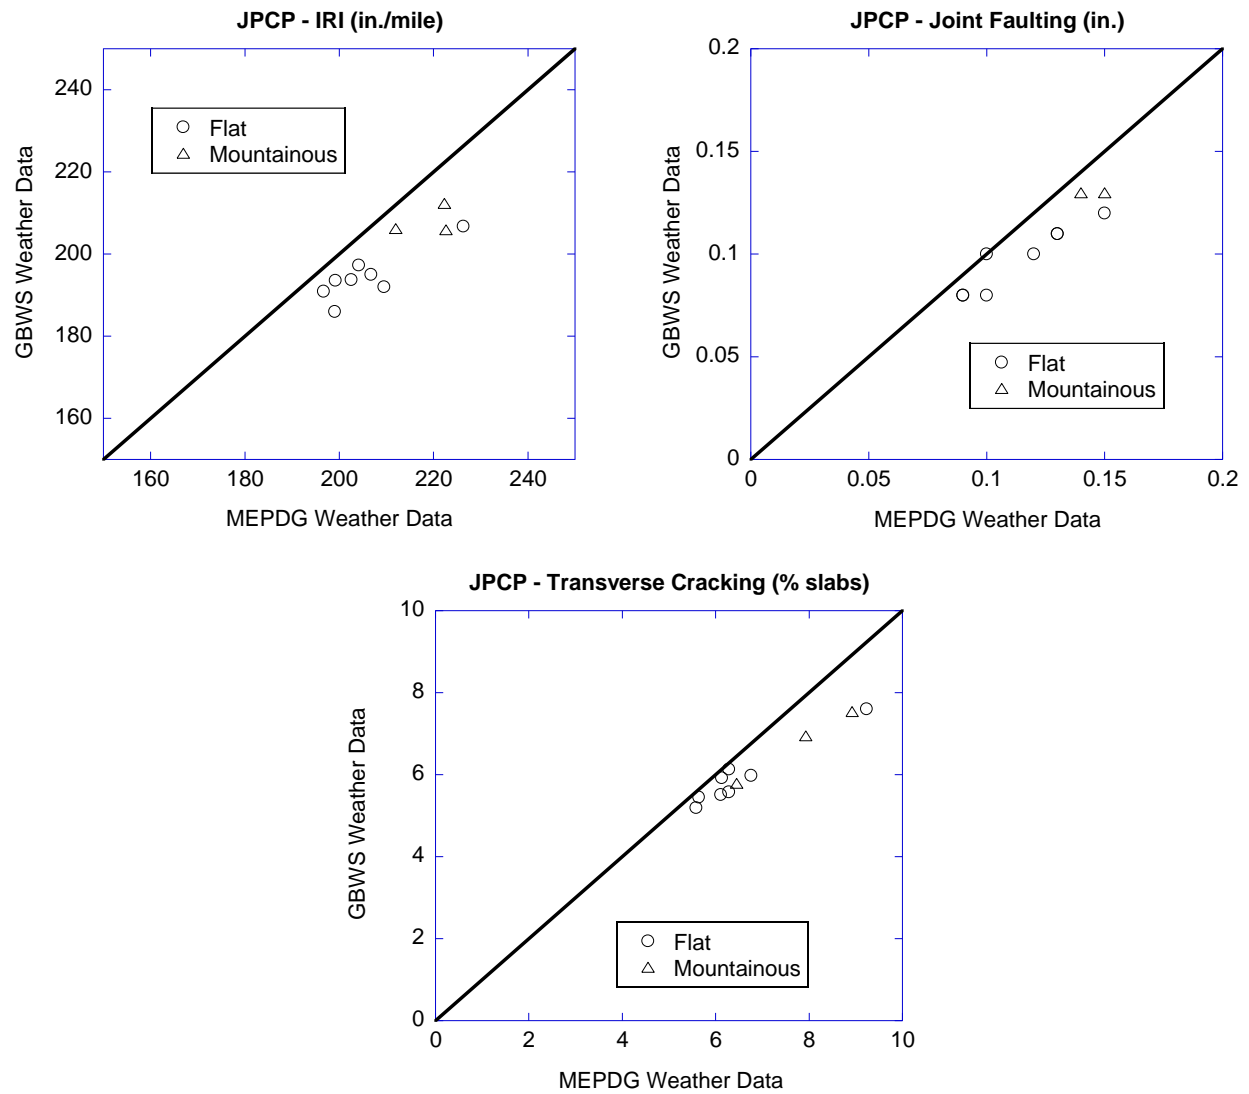 JPCP - IRI (in./mile)
240
220
200
180
160
160 180 200 220 240
GBWS Weather Data
MEPDG Weather Data
Flat
Mountainous
JPCP - Joint Faulting (in.)
0.2
0.15
0.1
0.05
0
0 0.05 0.1 0.15 0.2
GBWS Weather Data
MEPDG Weather Data
Flat
Mountainous
JPCP - Transverse Cracking (% slabs)
10
8
6
4
2
0
0 2 4 6 8 10
GBWS Weather Data
MEPDG Weather Data
Flat
Mountainous